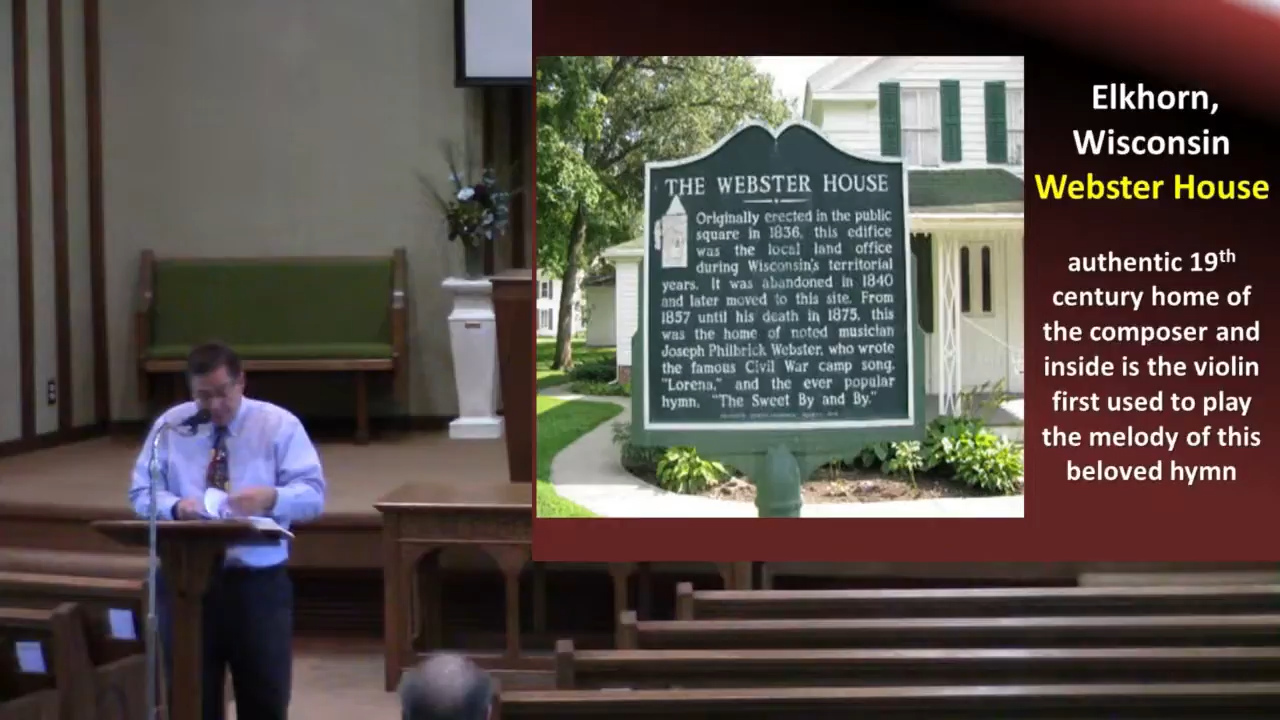 THE WEBSTER HOUSE
Originally erected in the public
square in 1836, this edifice
was the local land office
during Wisconsin's territorial
years. It was abandoned in 1840
and later moved to this site. From
1857 until his death in 1875, this
was the home of noted musician
Joseph Philbrick Webster, who wrote
the famous Civil War camp song,
"Lorena," and the ever popular
hymn, "The Sweet By and By."
Elkhorn,
Wisconsin
Webster House
authentic 19th
century home of
the composer and
inside is the violin
first used to play
the melody of this
beloved hymn